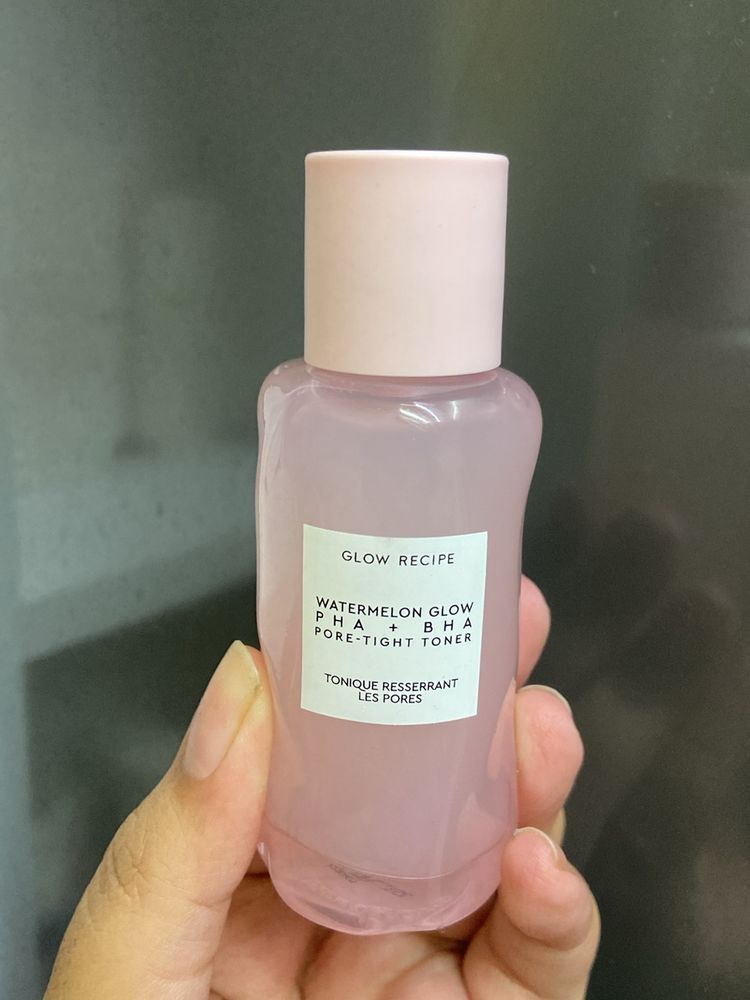 GLOW RECIPE
WATERMELON GLOW
PHA + BHA
PORE-TIGHT TONER
TONIQUE RESSERRANT
LES PORES